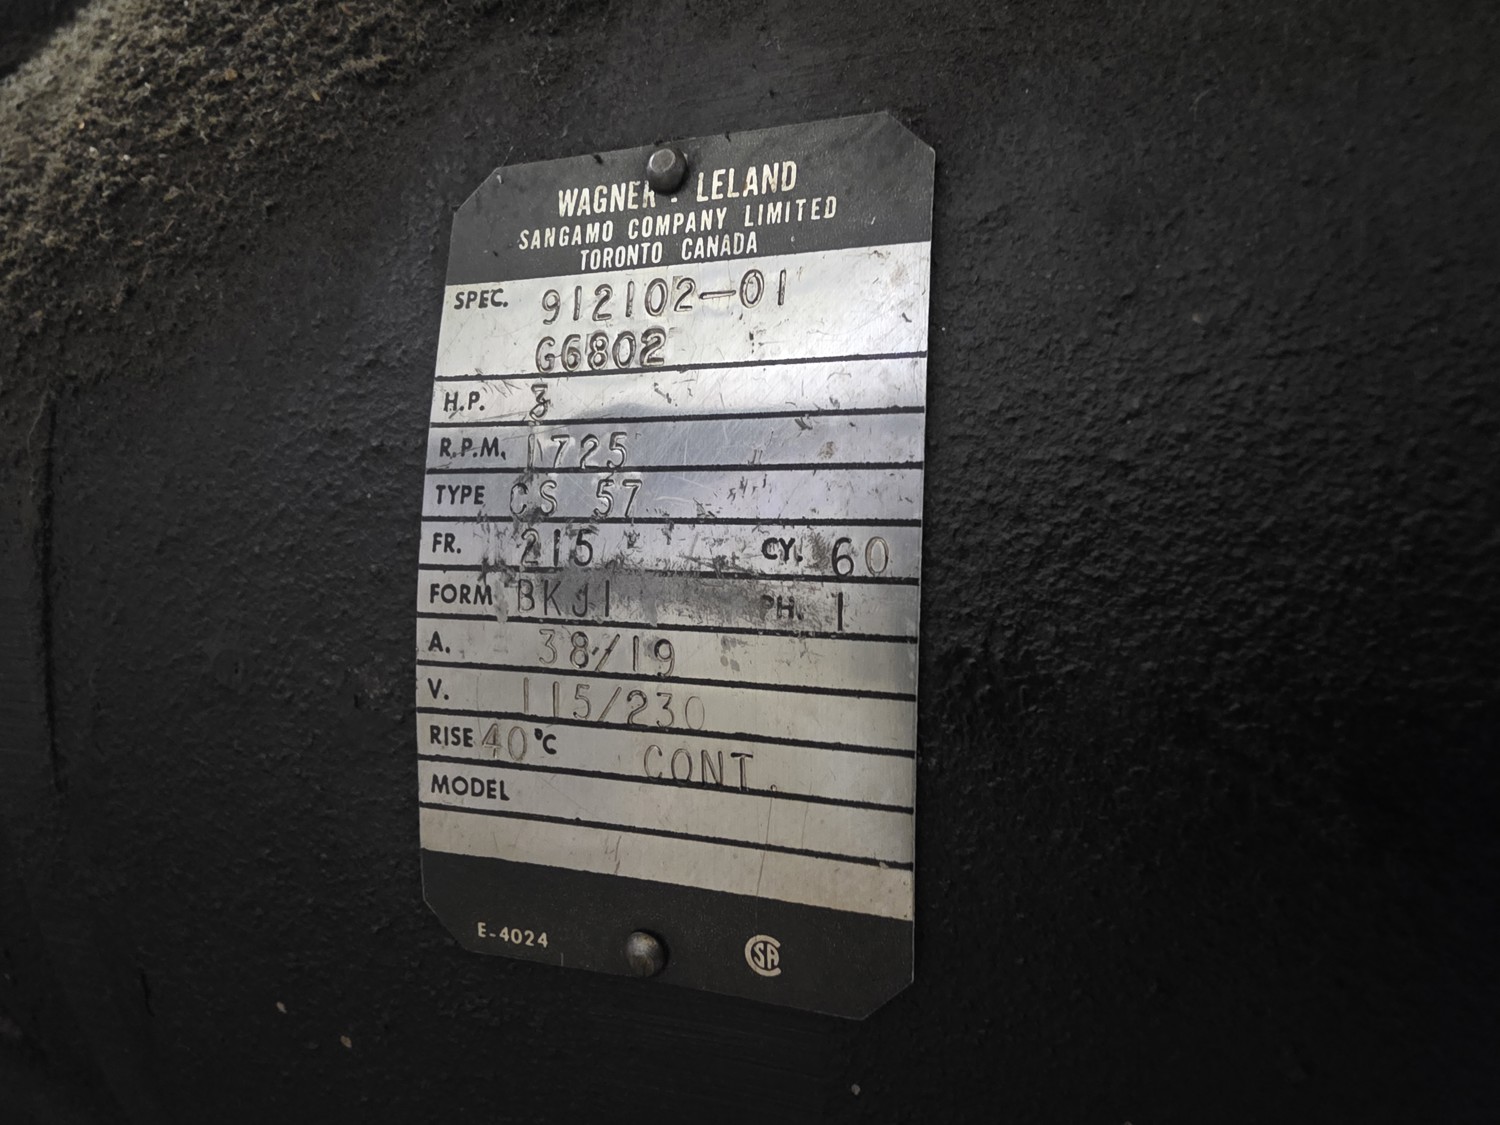 WAGNER · LELAND
SANGAMO COMPANY LIMITED
TORONTO CANADA
SPEC. 912102-01
G6802
H.P. 3
R.P.M. 1725
TYPE CS 57
FR. 215 CY. 60
FORM BKJ1 PH. 1
A. 38/19
V. 115/230
RISE 40°C CONT.
MODEL
E-4024
CSA